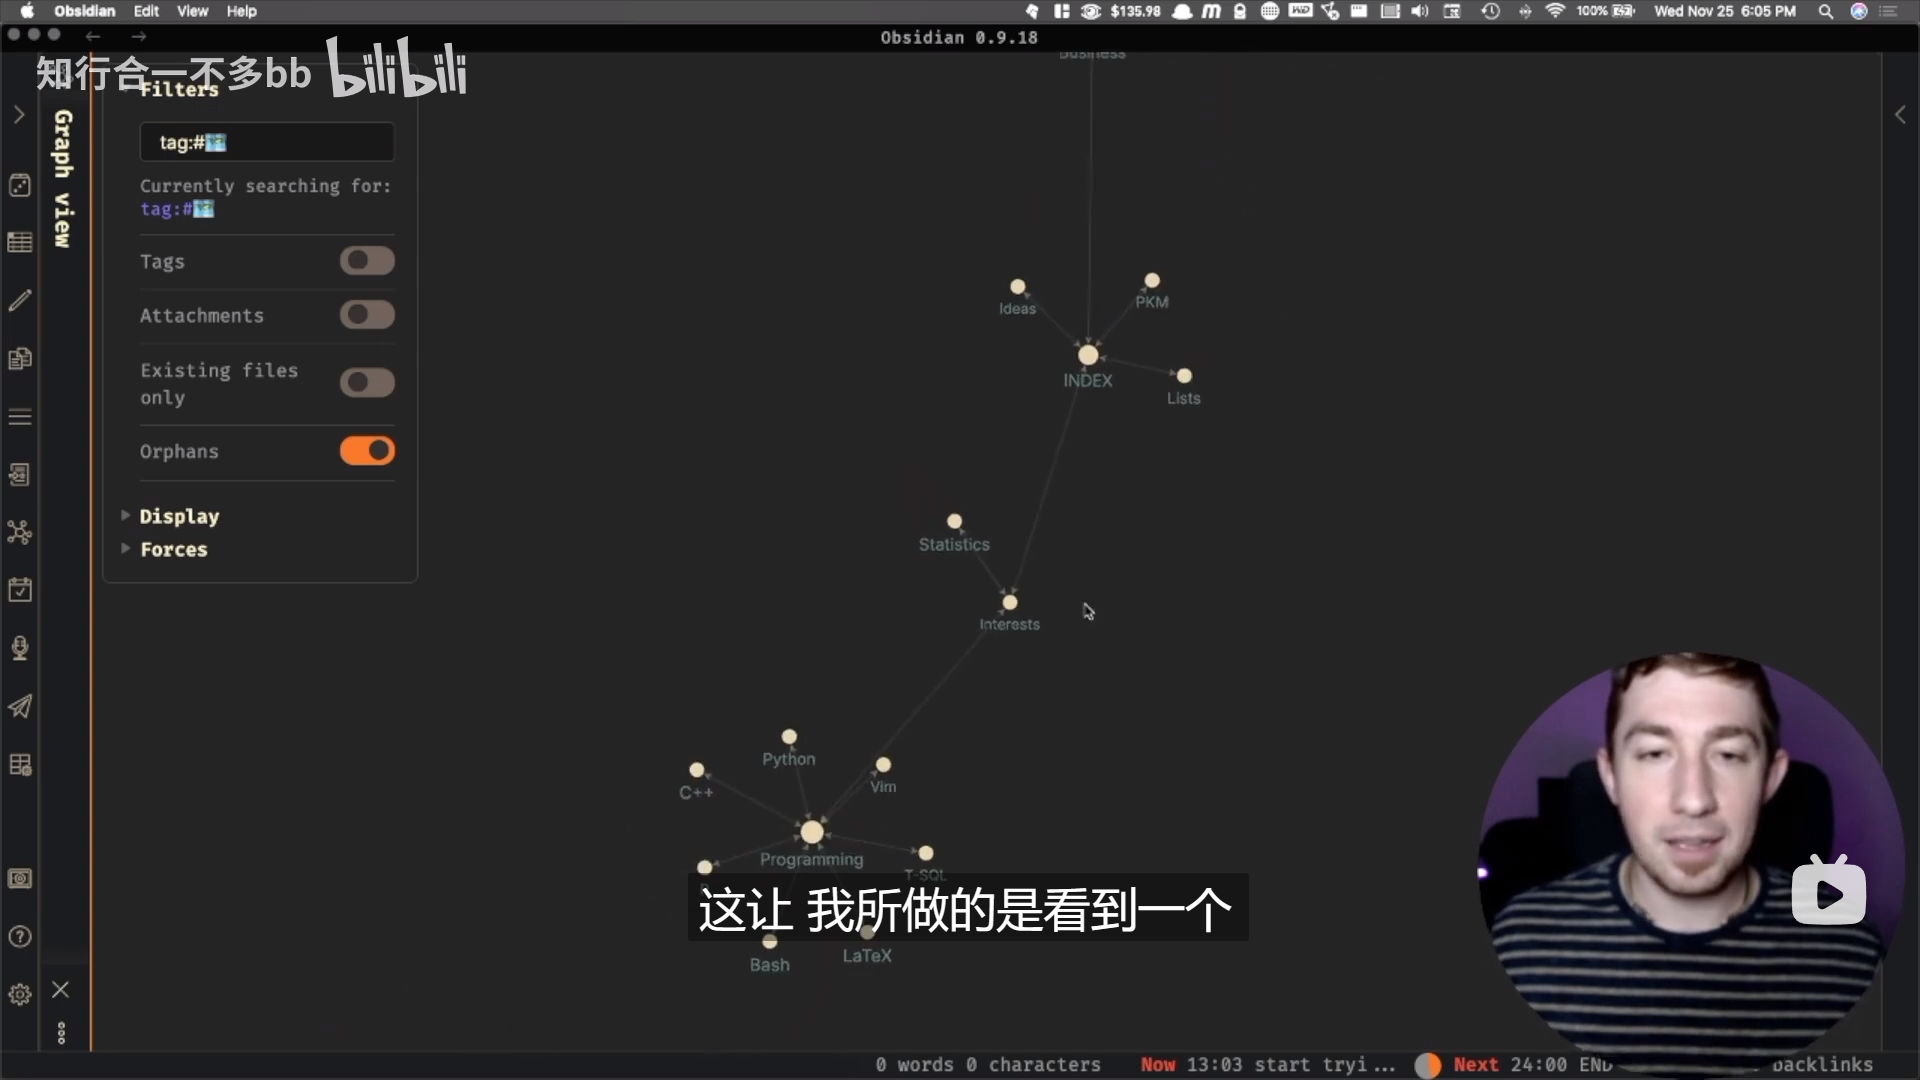 Obsidian Edit View Help
$135.98
100%
Wed Nov 25 6:05 PM
Obsidian 0.9.18
知行合一不多bb bilibili
Graph view
Filters
tag:#🗺️
Currently searching for:
tag:#🗺️
Tags
Attachments
Existing files
only
Orphans
Display
Forces
Business
Ideas
PKM
INDEX
Lists
Statistics
Interests
Python
C++
Vim
Programming
T-SQL
这让 我所做的是看到一个
Bash
LaTeX
0 words 0 characters
Now 13:03 start tryi...
Next 24:00 END
backlinks